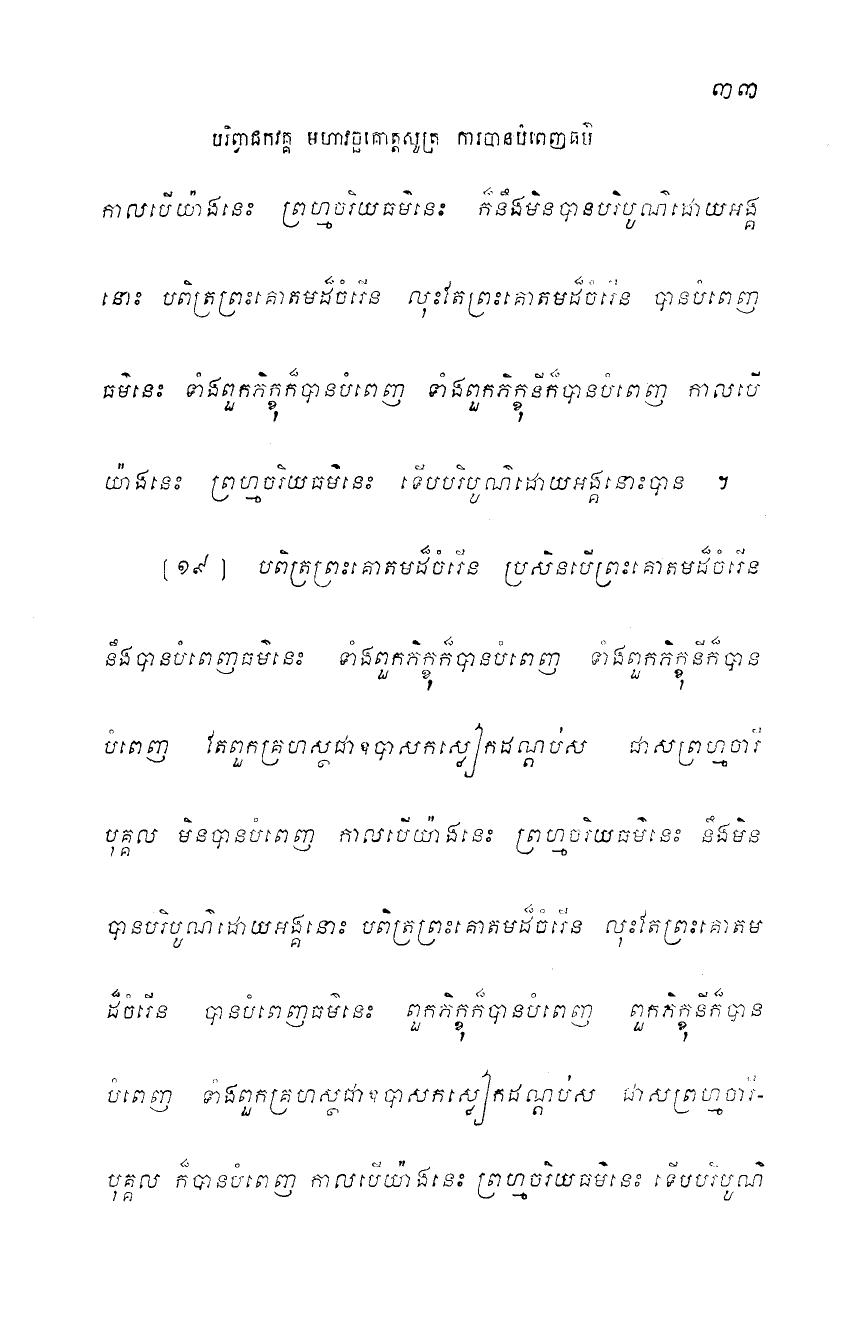 ៣៣
បរិព្វាជកវគ្គ មហាវច្ឆគោត្តសូត្រ ការបានបំពេញធម៌
កាលបើយ៉ាងនេះ ព្រហ្មចរិយធម៌នេះ ក៏នឹងមិនបានបរិបូណ៌ដោយអង្គ
នោះ បពិត្រព្រះគោតមដ៏ចំរើន លុះតែព្រះគោតមដ៏ចំរើន បានបំពេញ
ធម៌នេះ ទាំងពួកភិក្ខុក៏បានបំពេញ ទាំងពួកភិក្ខុនីក៏បានបំពេញ កាលបើ
យ៉ាងនេះ ព្រហ្មចរិយធម៌នេះ ទើបបរិបូណ៌ដោយអង្គនោះបាន ។
[១៩] បពិត្រព្រះគោតមដ៏ចំរើន ប្រសិនបើព្រះគោតមដ៏ចំរើន
នឹងបានបំពេញធម៌នេះ ទាំងពួកភិក្ខុក៏បានបំពេញ ទាំងពួកភិក្ខុនីក៏បាន
បំពេញ តែពួកគ្រហស្ថជាឧបាសកស្លៀកដណ្តប់ស ជាសព្រហ្មចារី
បុគ្គល មិនបានបំពេញ កាលបើយ៉ាងនេះ ព្រហ្មចរិយធម៌នេះ នឹងមិន
បានបរិបូណ៌ដោយអង្គនោះ បពិត្រព្រះគោតមដ៏ចំរើន លុះតែព្រះគោតម
ដ៏ចំរើន បានបំពេញធម៌នេះ ពួកភិក្ខុក៏បានបំពេញ ពួកភិក្ខុនីក៏បាន
បំពេញ ទាំងពួកគ្រហស្ថជាឧបាសកស្លៀកដណ្តប់ស ជាសព្រហ្មចារី-
បុគ្គល ក៏បានបំពេញ កាលបើយ៉ាងនេះ ព្រហ្មចរិយធម៌នេះ ទើបបរិបូណ៌